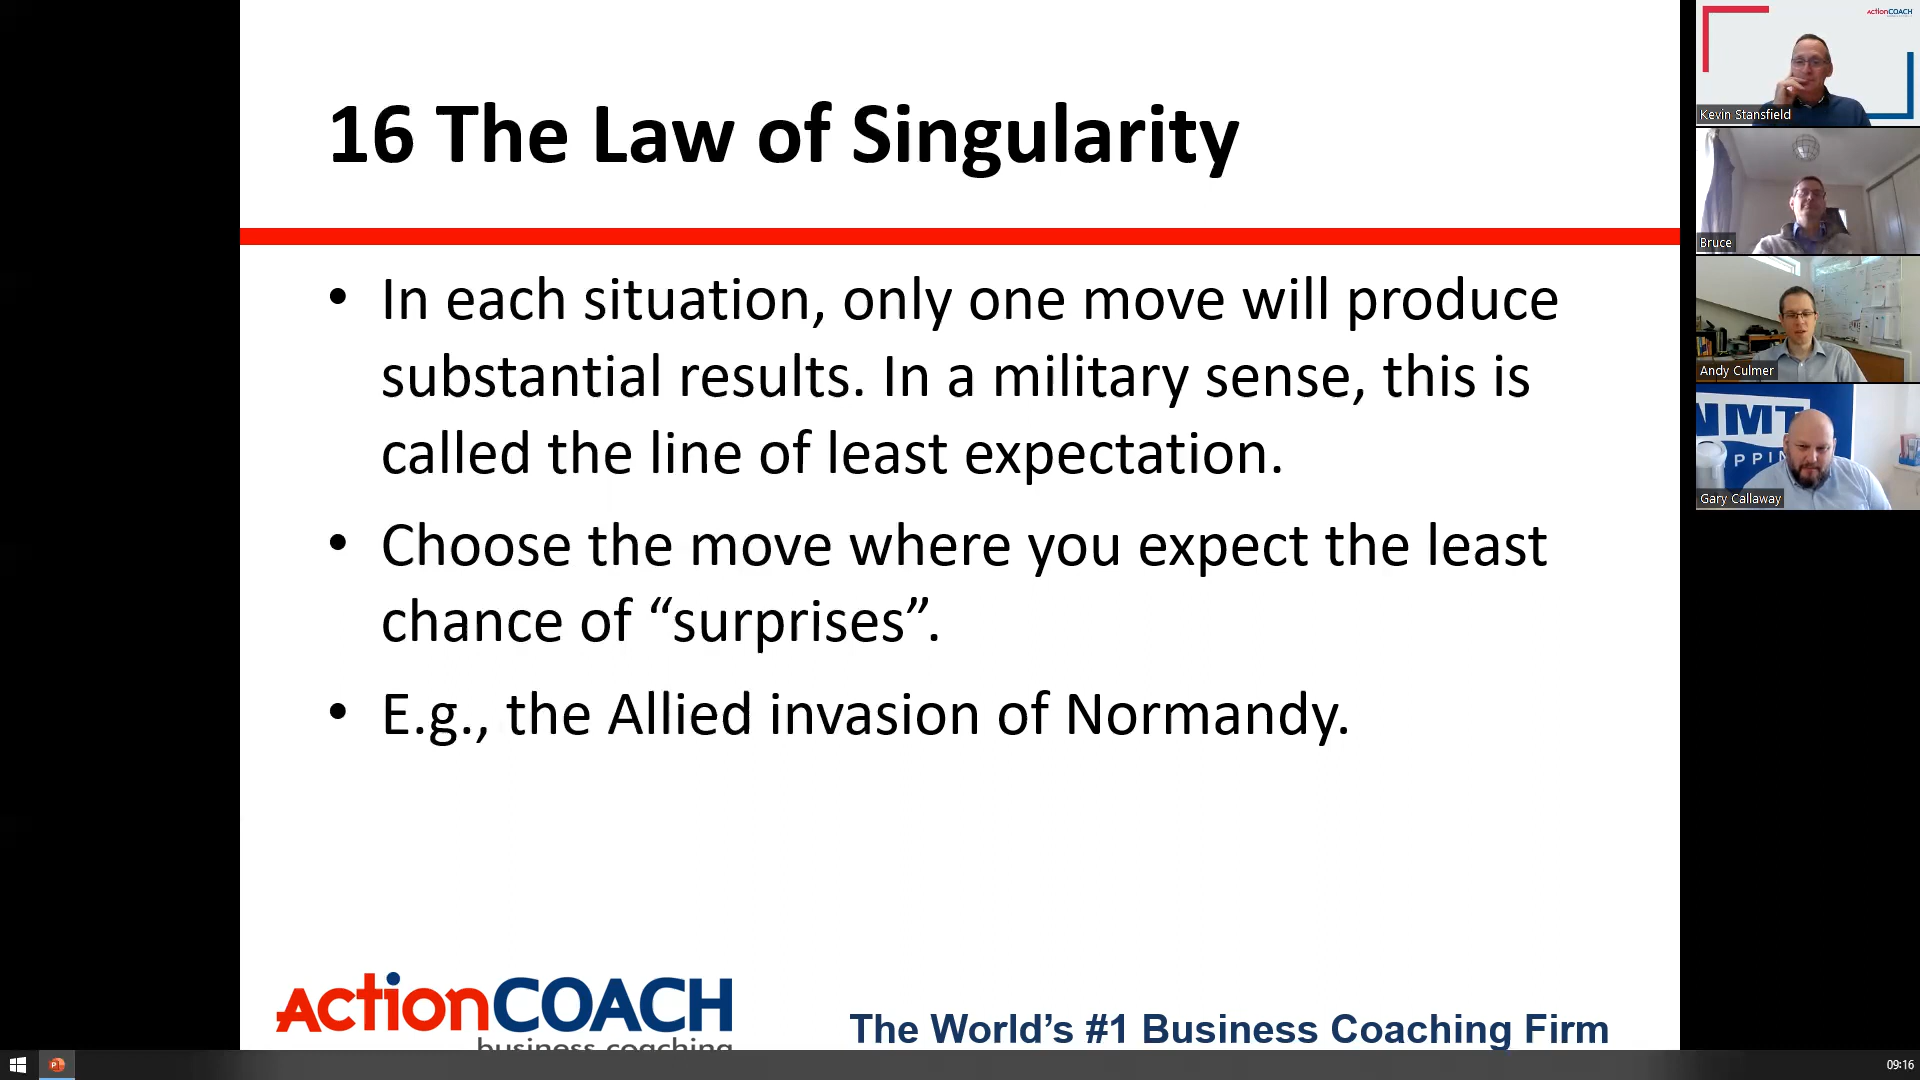 16 The Law of Singularity
• In each situation, only one move will produce
substantial results. In a military sense, this is
called the line of least expectation.
• Choose the move where you expect the least
chance of “surprises”.
• E.g., the Allied invasion of Normandy.
ActionCOACH
business coaching
The World’s #1 Business Coaching Firm
ActionCOACH
Kevin Stansfield
Bruce
Andy Culmer
NMT
PPIN
Gary Callaway
09:16